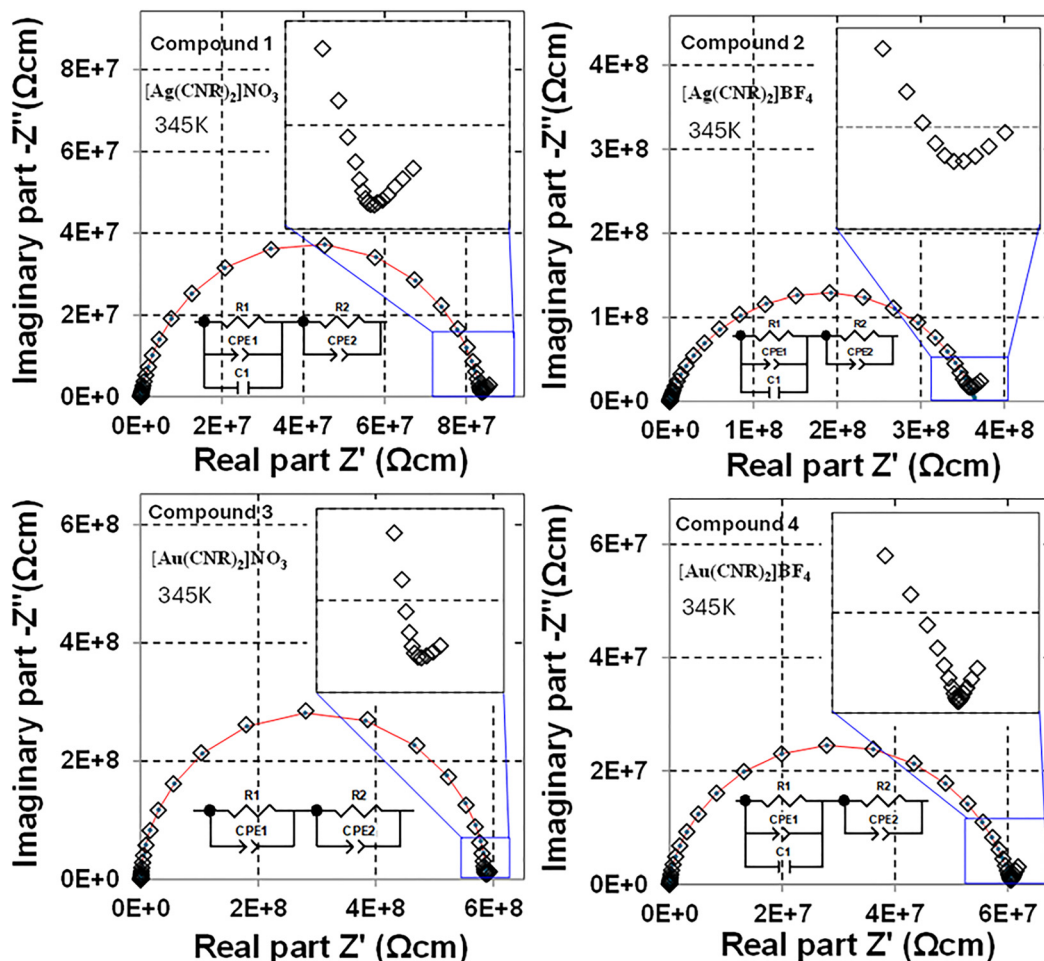 Compound 1
[Ag(CNR)2]NO3
345K
Imaginary part -Z''(Ωcm)
8E+7
6E+7
4E+7
2E+7
0E+0
R1 R2
CPE1 CPE2
C1
0E+0 2E+7 4E+7 6E+7 8E+7
Real part Z' (Ωcm)
Compound 2
[Ag(CNR)2]BF4
345K
Imaginary part -Z''(Ωcm)
4E+8
3E+8
2E+8
1E+8
0E+0
R1 R2
CPE1 CPE2
C1
0E+0 1E+8 2E+8 3E+8 4E+8
Real part Z' (Ωcm)
Compound 3
[Au(CNR)2]NO3
345K
Imaginary part -Z''(Ωcm)
6E+8
4E+8
2E+8
0E+0
R1 R2
CPE1 CPE2
0E+0 2E+8 4E+8 6E+8
Real part Z' (Ωcm)
Compound 4
[Au(CNR)2]BF4
345K
Imaginary part -Z''(Ωcm)
6E+7
4E+7
2E+7
0E+0
R1 R2
CPE1 CPE2
C1
0E+0 2E+7 4E+7 6E+7
Real part Z' (Ωcm)